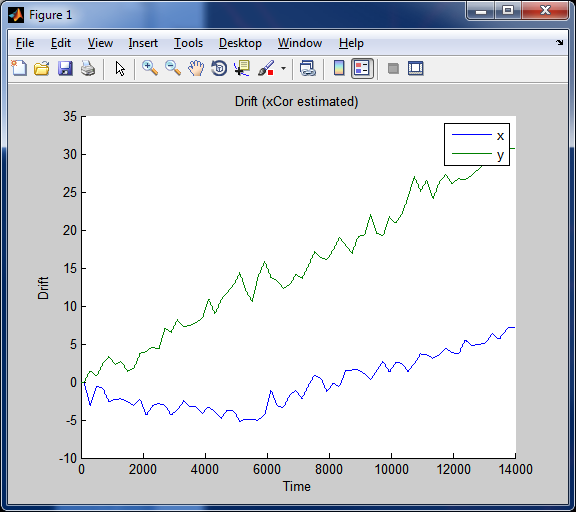 Figure 1
File Edit View Insert Tools Desktop Window Help
Drift (xCor estimated)
x
y
35
30
25
20
15
10
5
0
-5
-10
Drift
0 2000 4000 6000 8000 10000 12000 14000
Time